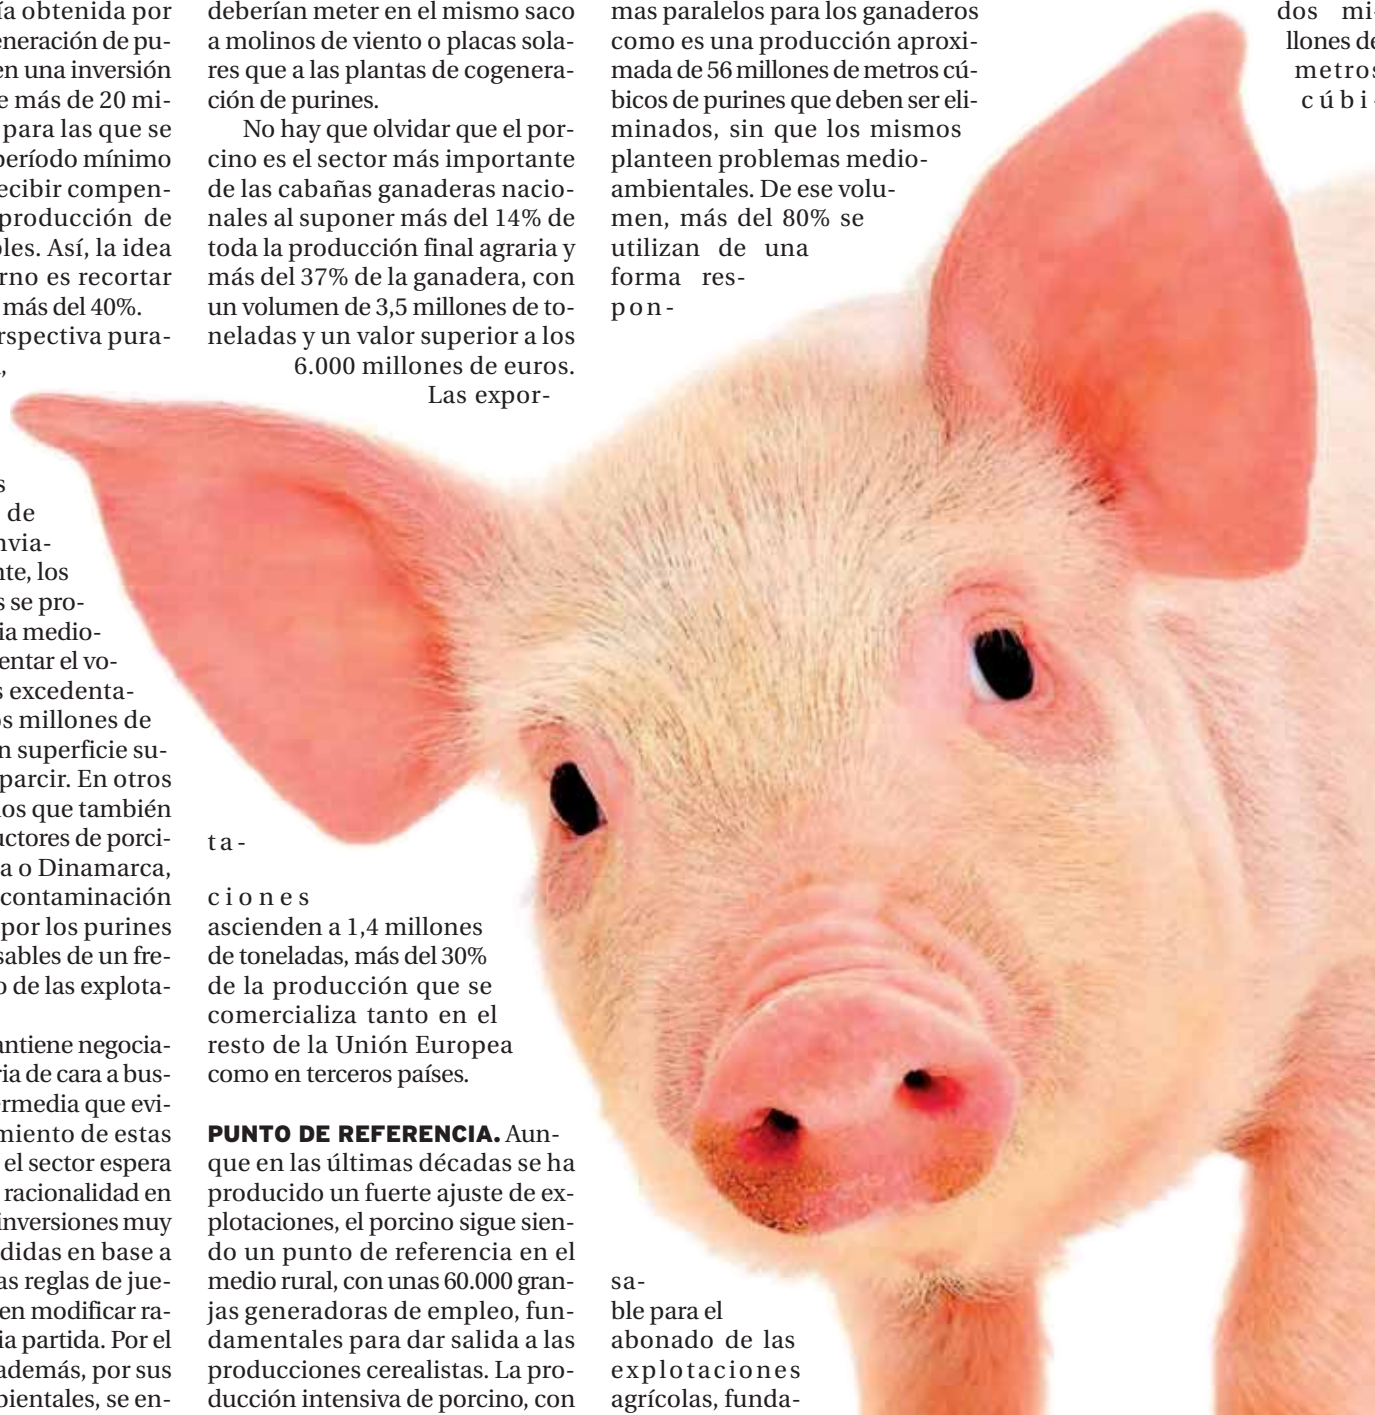 ía obtenida por
eneración de pu-
en una inversión
e más de 20 mi-
para las que se
período mínimo
ecibir compen-
producción de
les. Así, la idea
rno es recortar
más del 40%.
rspectiva pura-
,
s
de
nvia-
nte, los
s se pro-
ia medio-
entar el vo-
s excedenta-
os millones de
n superficie su-
parcir. En otros
los que también
uctores de porci-
a o Dinamarca,
contaminación
por los purines
sables de un fre-
o de las explota-
antiene negocia-
ria de cara a bus-
ermedia que evi-
miento de estas
el sector espera
racionalidad en
inversiones muy
didas en base a
as reglas de jue-
en modificar ra-
ia partida. Por el
además, por sus
bientales, se en-
deberían meter en el mismo saco
a molinos de viento o placas sola-
res que a las plantas de cogenera-
ción de purines.
No hay que olvidar que el por-
cino es el sector más importante
de las cabañas ganaderas nacio-
nales al suponer más del 14% de
toda la producción final agraria y
más del 37% de la ganadera, con
un volumen de 3,5 millones de to-
neladas y un valor superior a los
6.000 millones de euros.
Las expor-
ta-
ciones
ascienden a 1,4 millones
de toneladas, más del 30%
de la producción que se
comercializa tanto en el
resto de la Unión Europea
como en terceros países.
PUNTO DE REFERENCIA. Aun-
que en las últimas décadas se ha
producido un fuerte ajuste de ex-
plotaciones, el porcino sigue sien-
do un punto de referencia en el
medio rural, con unas 60.000 gran-
jas generadoras de empleo, fun-
damentales para dar salida a las
producciones cerealistas. La pro-
ducción intensiva de porcino, con
mas paralelos para los ganaderos
como es una producción aproxi-
mada de 56 millones de metros cú-
bicos de purines que deben ser eli-
minados, sin que los mismos
planteen problemas medio-
ambientales. De ese volu-
men, más del 80% se
utilizan de una
forma res-
pon-
sa-
ble para el
abonado de las
explotaciones
agrícolas, funda-
dos mi-
llones de
metros
cúbi-